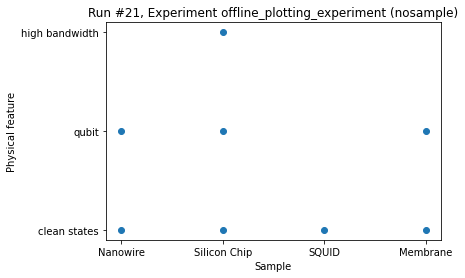 Run #21, Experiment offline_plotting_experiment (nosample)
high bandwidth
qubit
clean states
Physical feature
Nanowire
Silicon Chip
SQUID
Membrane
Sample